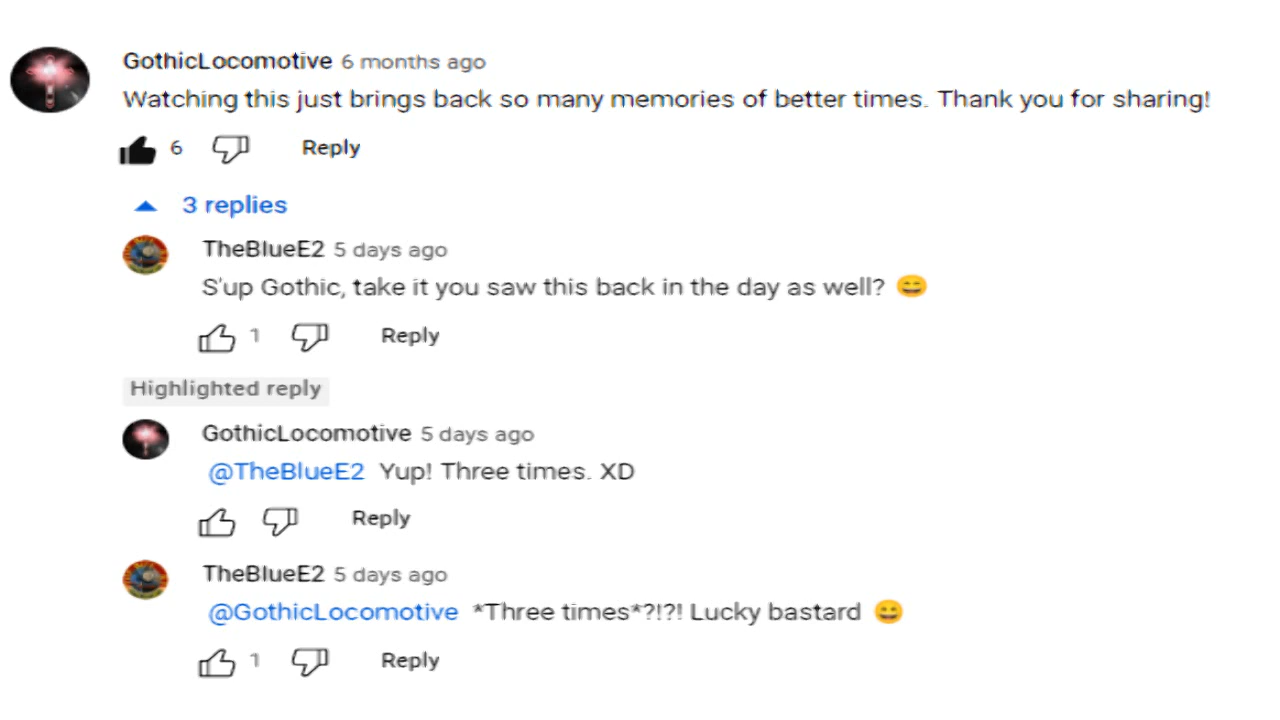 GothicLocomotive 6 months ago
Watching this just brings back so many memories of better times. Thank you for sharing!
6 Reply
3 replies
TheBlueE2 5 days ago
S'up Gothic, take it you saw this back in the day as well? 😄
1 Reply
Highlighted reply
GothicLocomotive 5 days ago
@TheBlueE2 Yup! Three times. XD
Reply
TheBlueE2 5 days ago
@GothicLocomotive *Three times*?!?! Lucky bastard 😄
1 Reply